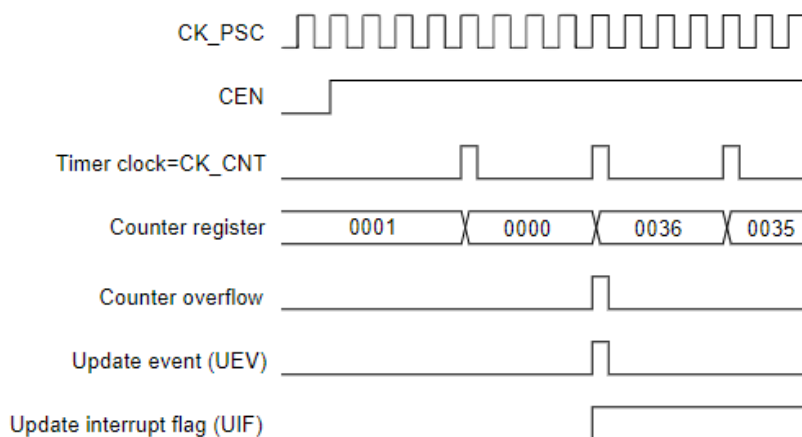 CK_PSC
CEN
Timer clock=CK_CNT
Counter register 0001 0000 0036 0035
Counter overflow
Update event (UEV)
Update interrupt flag (UIF)